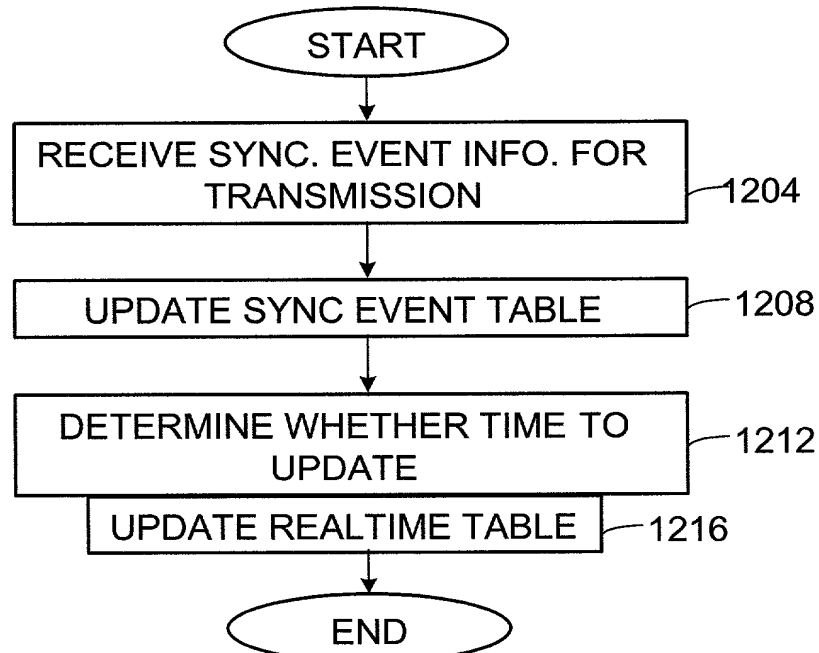 START
RECEIVE SYNC. EVENT INFO. FOR
TRANSMISSION
1204
UPDATE SYNC EVENT TABLE
1208
DETERMINE WHETHER TIME TO
UPDATE
1212
UPDATE REALTIME TABLE
1216
END